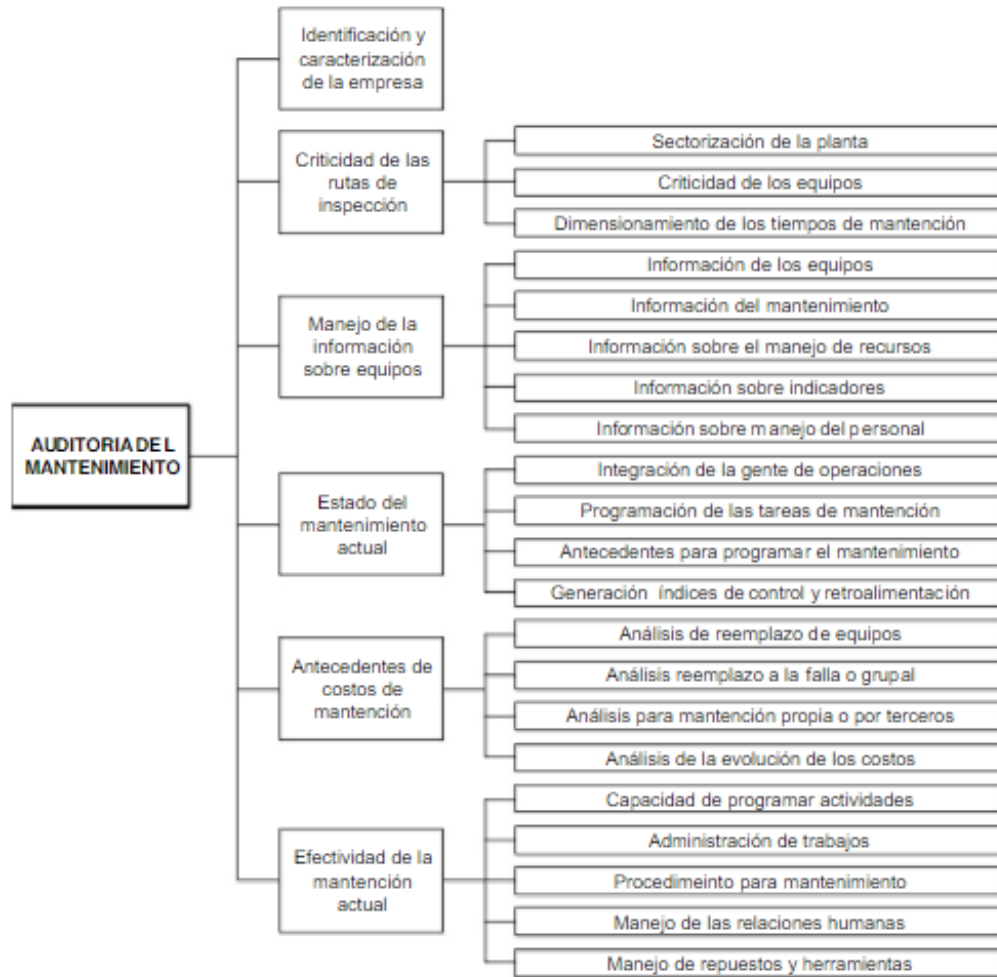 Identificación y
caracterización
de la empresa
Criticidad de las
rutas de
inspección
Sectorización de la planta
Criticidad de los equipos
Dimensionamiento de los tiempos de mantención
Manejo de la
información
sobre equipos
Información de los equipos
Información del mantenimiento
Información sobre el manejo de recursos
Información sobre indicadores
Información sobre manejo del personal
AUDITORIA DEL
MANTENIMIENTO
Estado del
mantenimiento
actual
Integración de la gente de operaciones
Programación de las tareas de mantención
Antecedentes para programar el mantenimiento
Generación índices de control y retroalimentación
Antecedentes de
costos de
mantención
Análisis de reemplazo de equipos
Análisis reemplazo a la falla o grupal
Análisis para mantención propia o por terceros
Análisis de la evolución de los costos
Efectividad de la
mantención
actual
Capacidad de programar actividades
Administración de trabajos
Procedimeinto para mantenimiento
Manejo de las relaciones humanas
Manejo de repuestos y herramientas